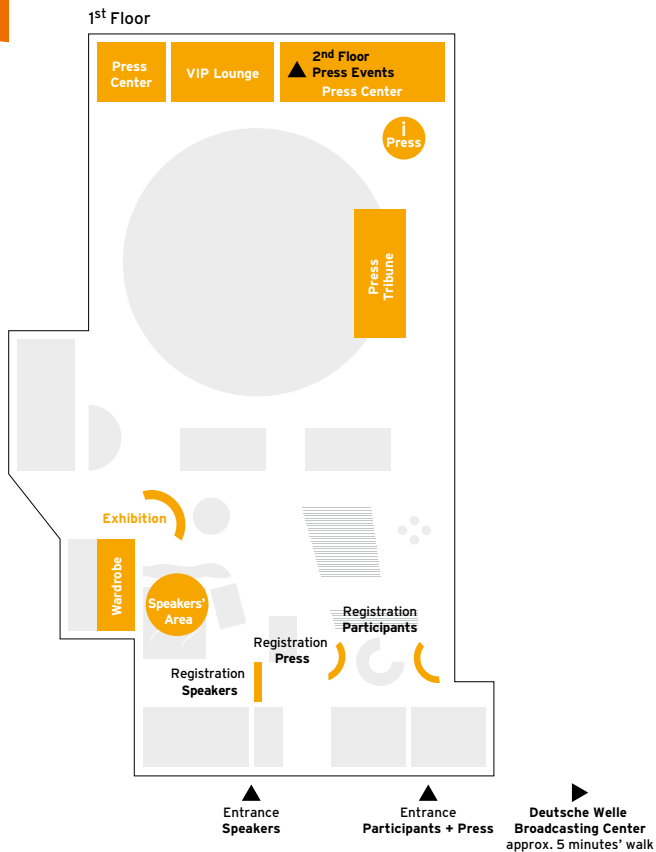 1st Floor
Press
Center
VIP Lounge
2nd Floor
Press Events
Press Center
i
Press
Press
Tribune
Exhibition
Wardrobe
Speakers'
Area
Registration
Participants
Registration
Press
Registration
Speakers
Entrance
Speakers
Entrance
Participants + Press
Deutsche Welle
Broadcasting Center
approx. 5 minutes' walk